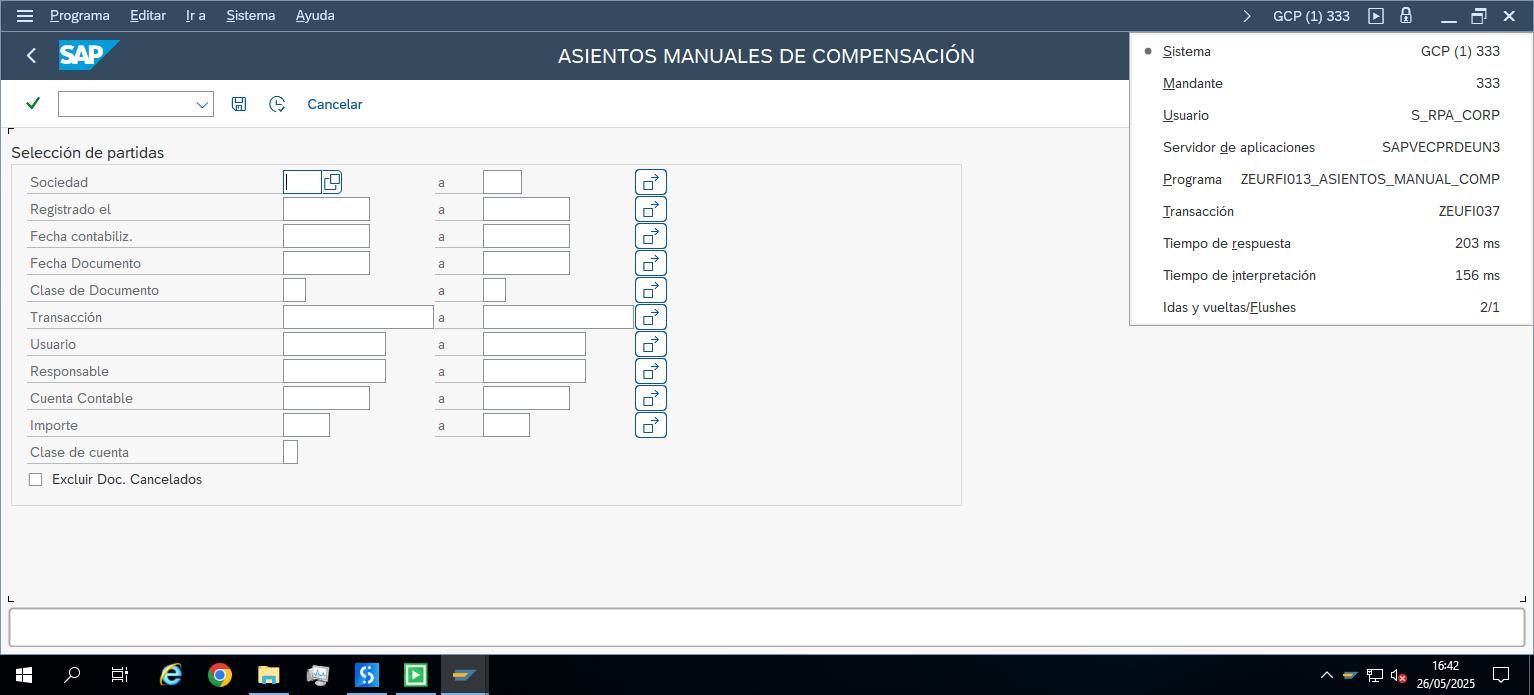 Programa Editar Ir a Sistema Ayuda GCP (1) 333
SAP ASIENTOS MANUALES DE COMPENSACIÓN
Cancelar
Sistema GCP (1) 333
Mandante 333
Usuario S_RPA_CORP
Servidor de aplicaciones SAPVECPRDEUN3
Programa ZEURFI013_ASIENTOS_MANUAL_COMP
Transacción ZEUFI037
Tiempo de respuesta 203 ms
Tiempo de interpretación 156 ms
Idas y vueltas/Flushes 2/1
Selección de partidas
Sociedad a
Registrado el a
Fecha contabiliz. a
Fecha Documento a
Clase de Documento a
Transacción a
Usuario a
Responsable a
Cuenta Contable a
Importe a
Clase de cuenta
Excluir Doc. Cancelados
16:42
26/05/2025